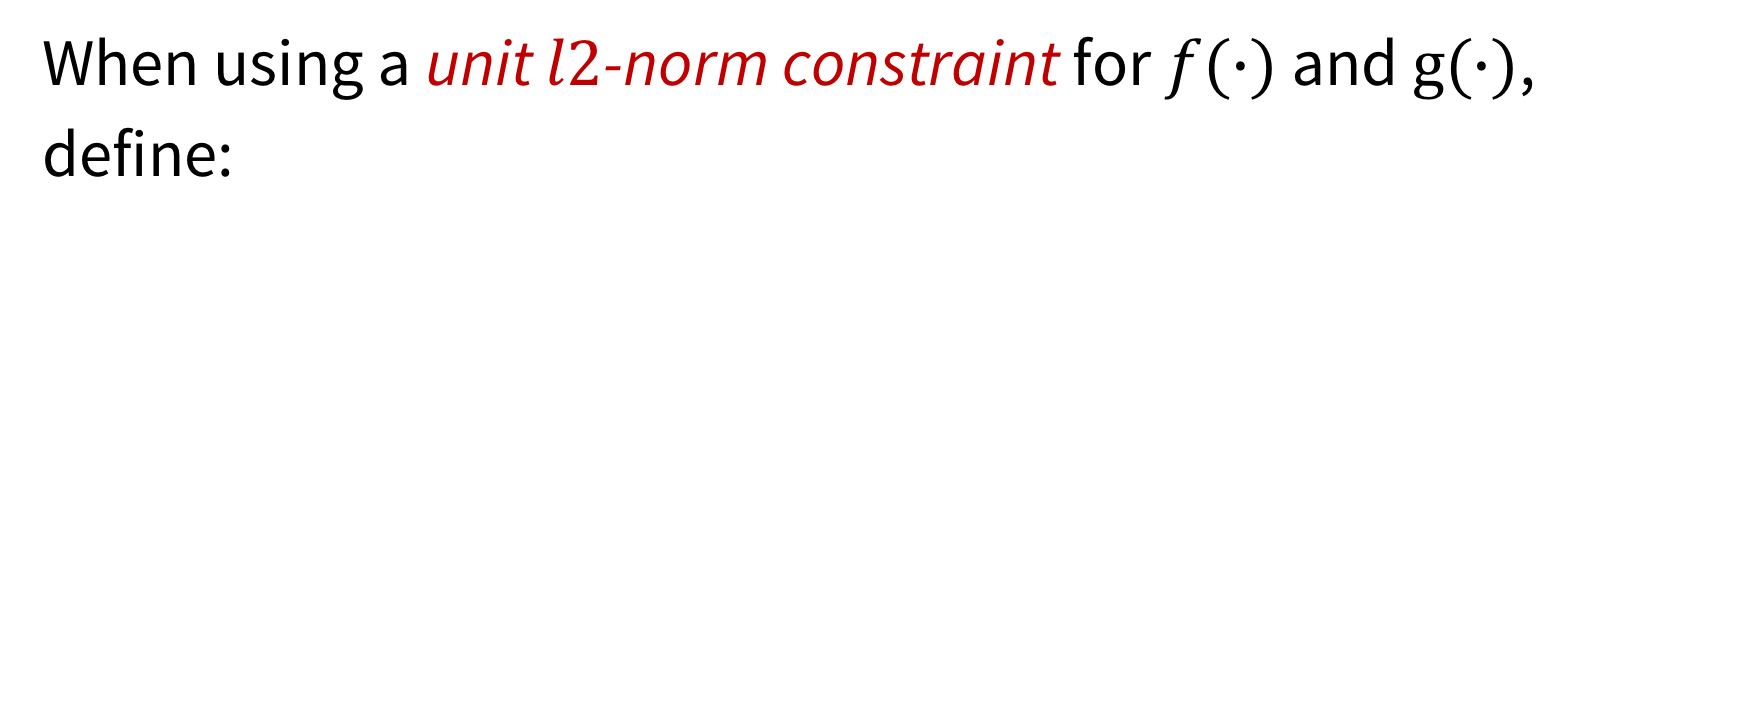 When using a unit l2-norm constraint for f(·) and g(·),
define: